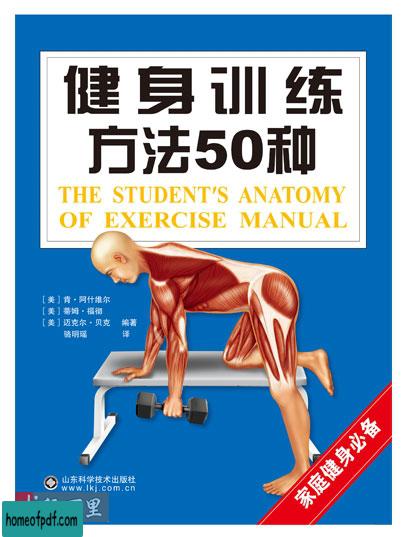 健身训练
方法50种
THE STUDENT'S ANATOMY
OF EXERCISE MANUAL
［美］肯·阿什维尔
［美］蒂姆·福彻
［美］迈克尔·贝克 编著
骆明瑶 译
家庭健身必备
山东科学技术出版社
www.lkj.com.cn
homeofpdf.com